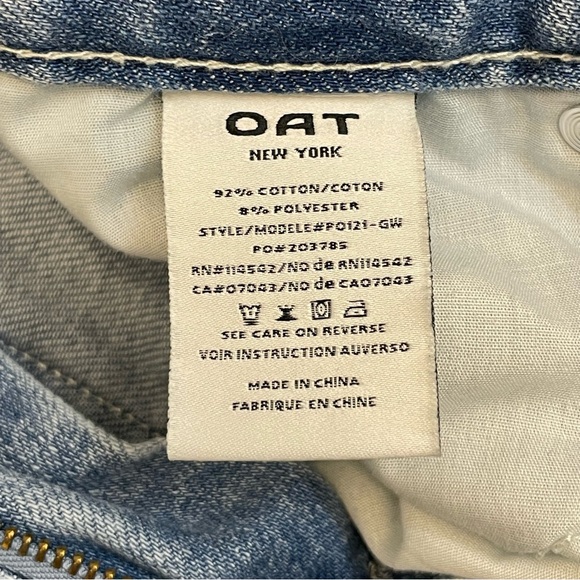 OAT
NEW YORK
92% COTTON/COTON
8% POLYESTER
STYLE/MODELE#P0121-GW
PO#203785
RN#114542/NO de RN114542
CA#07043/NO de CA07043
SEE CARE ON REVERSE
VOIR INSTRUCTION AUVERSO
MADE IN CHINA
FABRIQUE EN CHINE